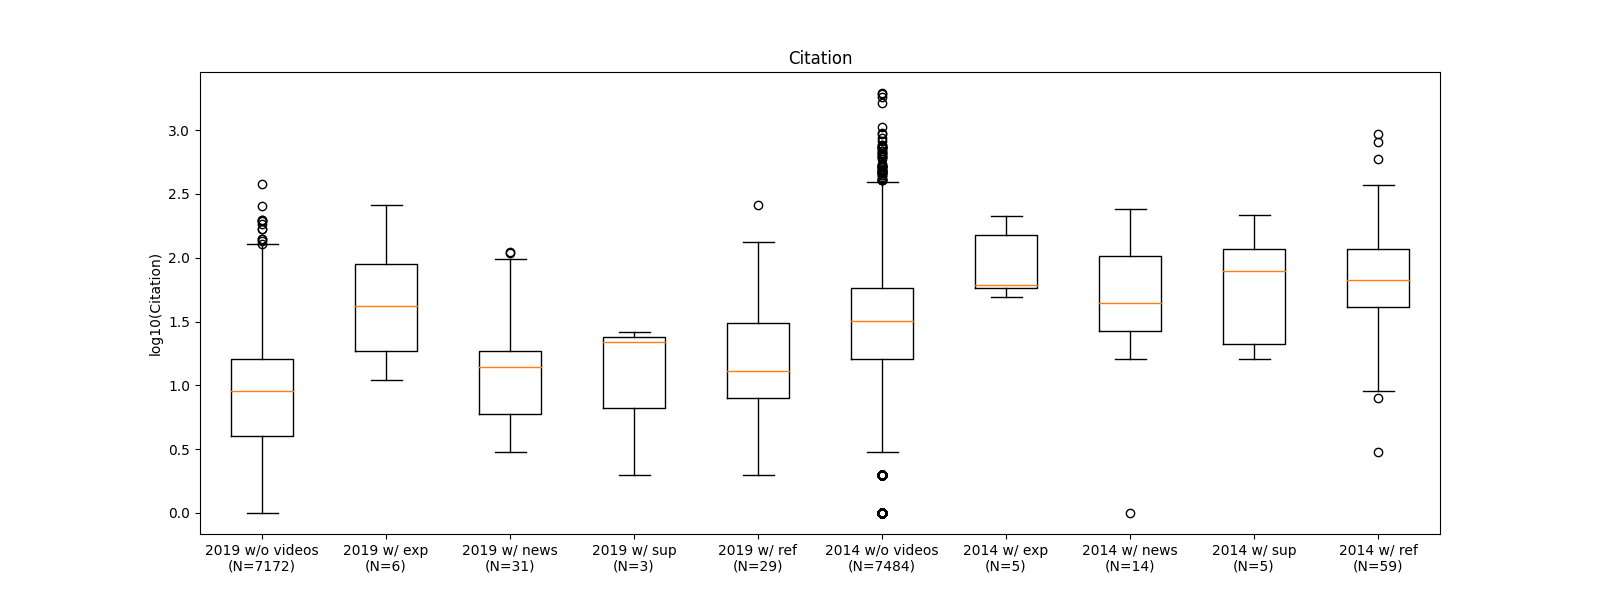 Citation
log10(Citation)
3.0
2.5
2.0
1.5
1.0
0.5
0.0
2019 w/o videos
(N=7172)
2019 w/ exp
(N=6)
2019 w/ news
(N=31)
2019 w/ sup
(N=3)
2019 w/ ref
(N=29)
2014 w/o videos
(N=7484)
2014 w/ exp
(N=5)
2014 w/ news
(N=14)
2014 w/ sup
(N=5)
2014 w/ ref
(N=59)